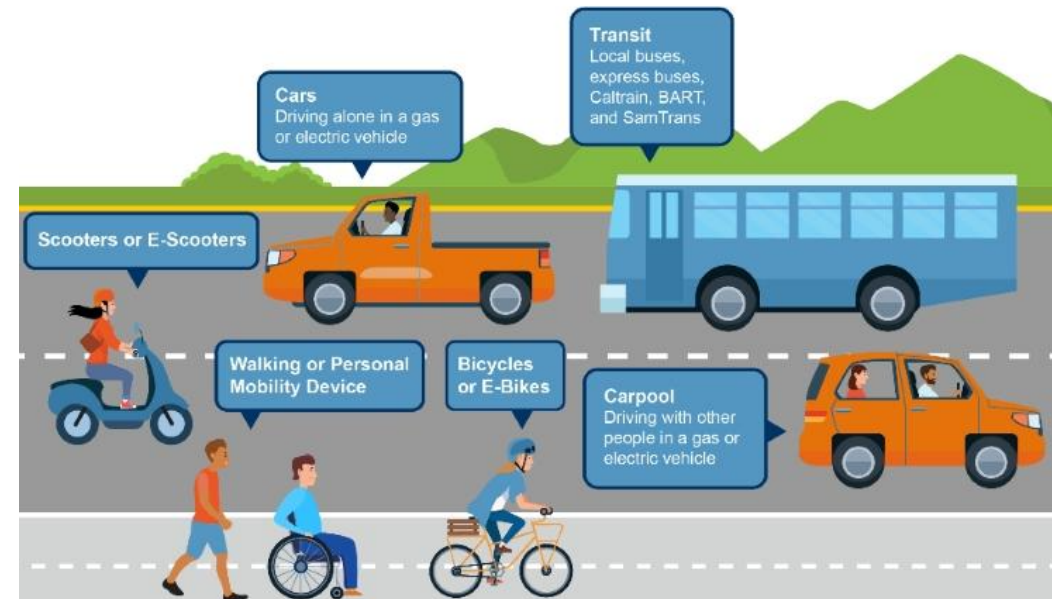 Transit
Local buses,
express buses,
Caltrain, BART,
and SamTrans
Cars
Driving alone in a gas
or electric vehicle
Scooters or E-Scooters
Walking or Personal
Mobility Device
Bicycles
or E-Bikes
Carpool
Driving with other
people in a gas or
electric vehicle